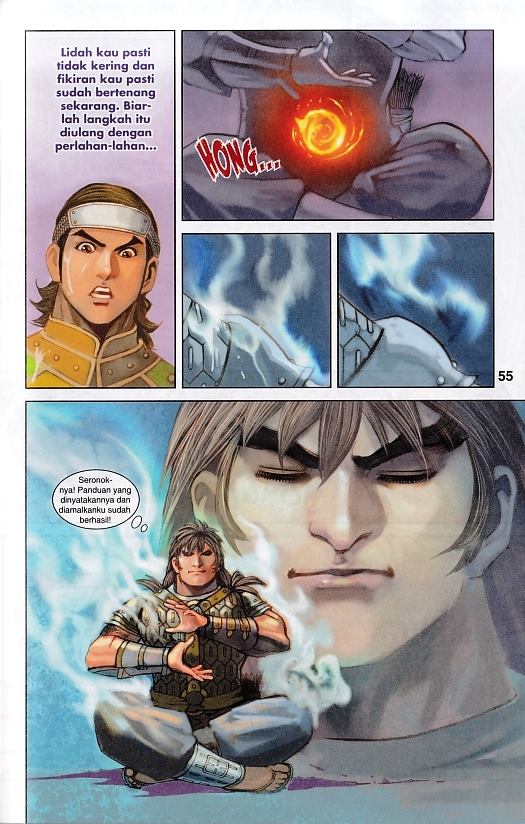 Lidah kau pasti
tidak kering dan
fikiran kau pasti
sudah bertenang
sekarang. Biar-
lah langkah itu
diulang dengan
perlahan-lahan...
HONG...
55
Seronok-
nya! Panduan yang
dinyatakannya dan
diamalkanku sudah
berhasil!